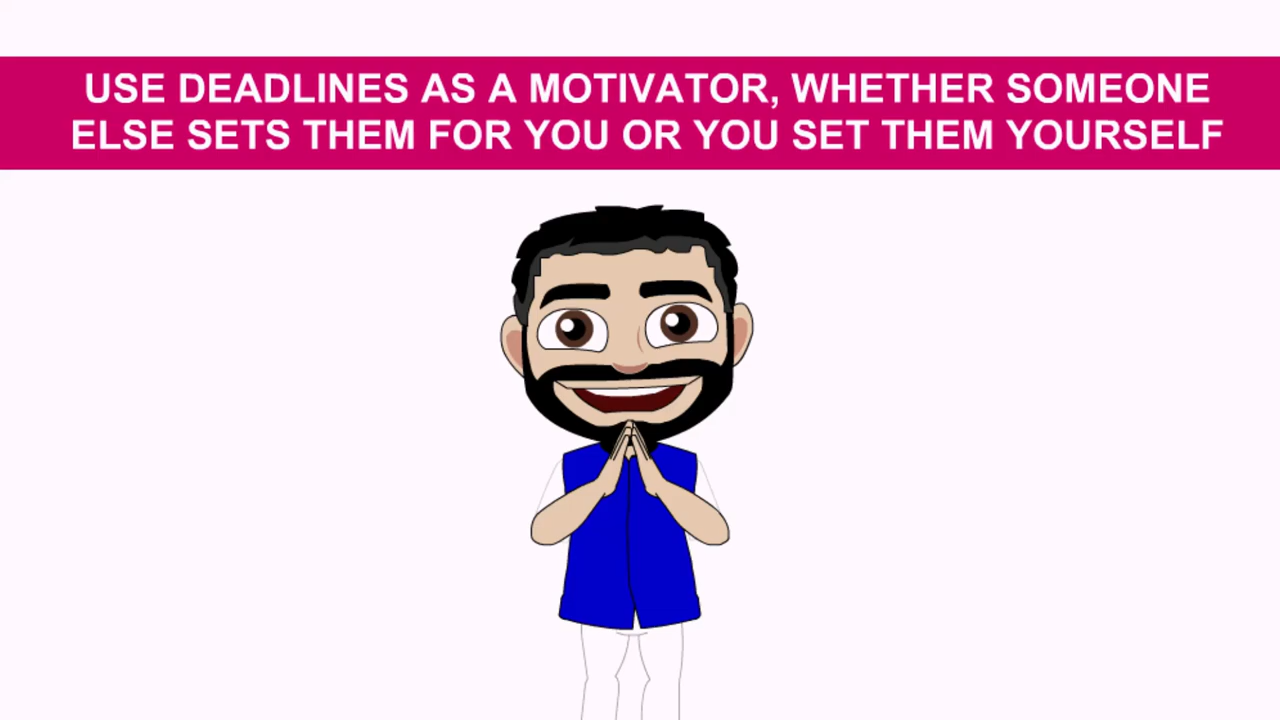 USE DEADLINES AS A MOTIVATOR, WHETHER SOMEONE
ELSE SETS THEM FOR YOU OR YOU SET THEM YOURSELF